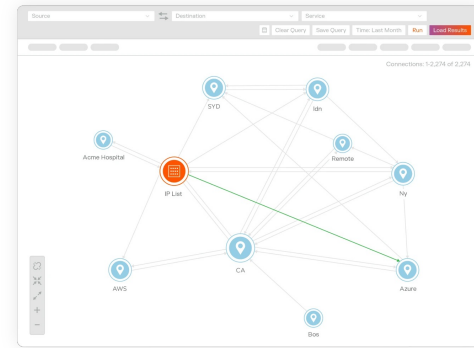 Source Destination Service
Clear Query Save Query Time: Last Month Run Load Results
Connections: 1-2,274 of 2,274
SYD
Idn
Acme Hospital
Remote
IP List
Ny
CA
AWS
Azure
Bos